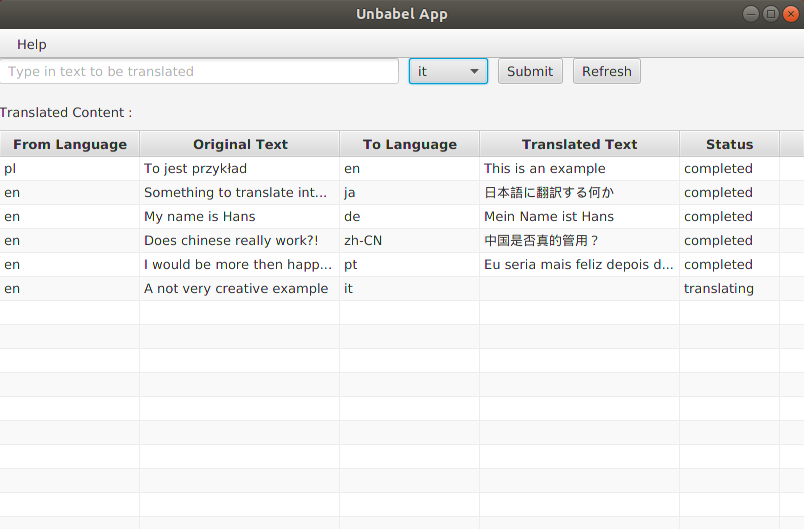 Unbabel App
Help
Type in text to be translated it Submit Refresh
Translated Content :
From Language Original Text To Language Translated Text Status
pl To jest przykład en This is an example completed
en Something to translate int... ja 日本語に翻訳する何か completed
en My name is Hans de Mein Name ist Hans completed
en Does chinese really work?! zh-CN 中国是否真的管用？ completed
en I would be more then happ... pt Eu seria mais feliz depois d... completed
en A not very creative example it translating